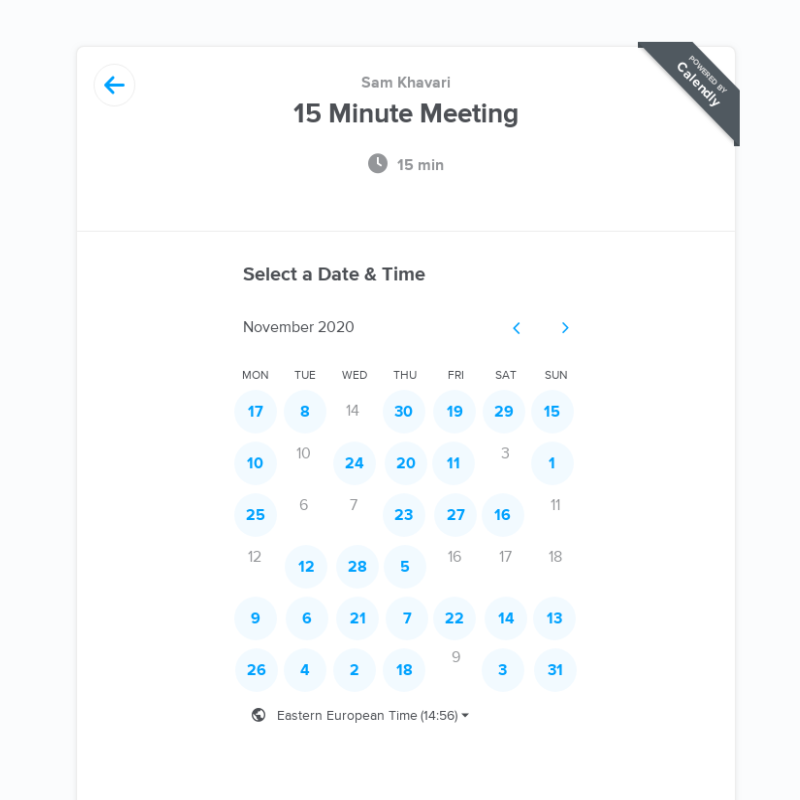 POWERED BY
Calendly
Sam Khavari
15 Minute Meeting
15 min
Select a Date & Time
November 2020
MON TUE WED THU FRI SAT SUN
17 8 14 30 19 29 15
10 10 24 20 11 3 1
25 6 7 23 27 16 11
12 12 28 5 16 17 18
9 6 21 7 22 14 13
26 4 2 18 9 3 31
Eastern European Time (14:56)